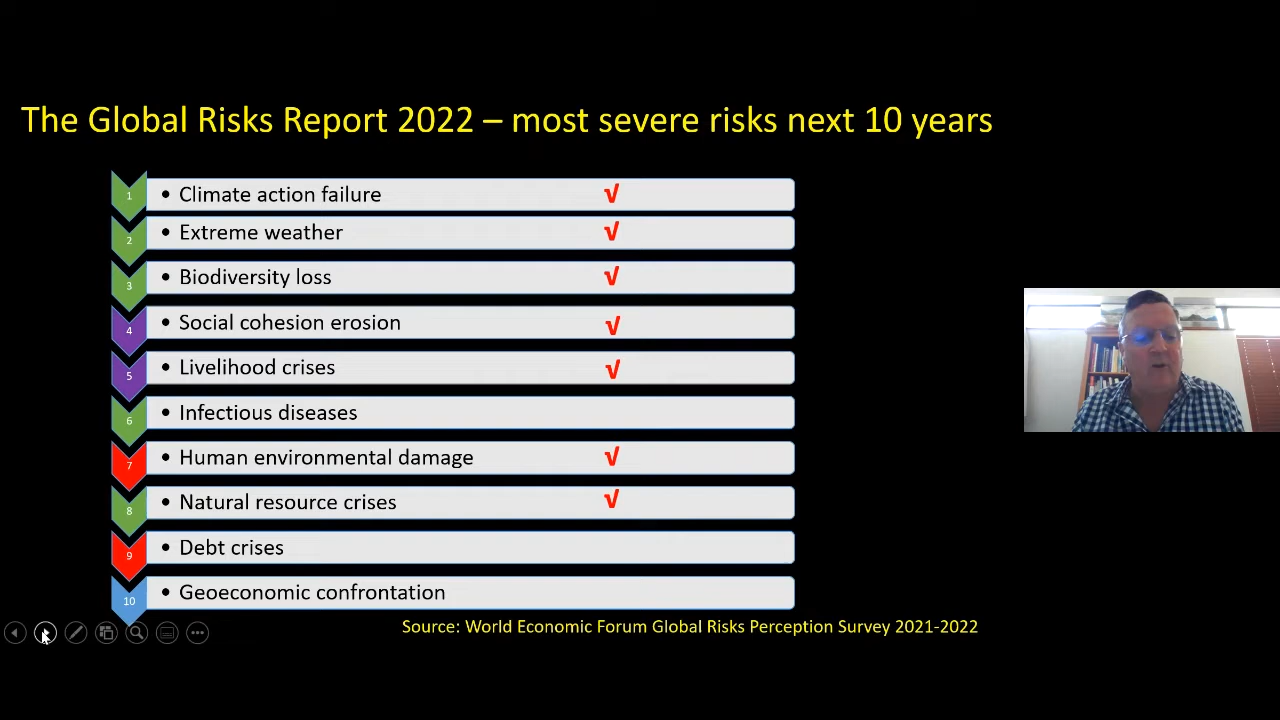 The Global Risks Report 2022 – most severe risks next 10 years
1 • Climate action failure √
2 • Extreme weather √
3 • Biodiversity loss √
4 • Social cohesion erosion √
5 • Livelihood crises √
6 • Infectious diseases
7 • Human environmental damage √
8 • Natural resource crises √
9 • Debt crises
10 • Geoeconomic confrontation
Source: World Economic Forum Global Risks Perception Survey 2021-2022